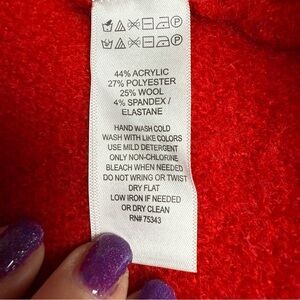 44% ACRYLIC
27% POLYESTER
25% WOOL
4% SPANDEX /
ELASTANE
HAND WASH COLD
WASH WITH LIKE COLORS
USE MILD DETERGENT
ONLY NON-CHLORINE
BLEACH WHEN NEEDED
DO NOT WRING OR TWIST
DRY FLAT
LOW IRON IF NEEDED
OR DRY CLEAN
RN# 75343